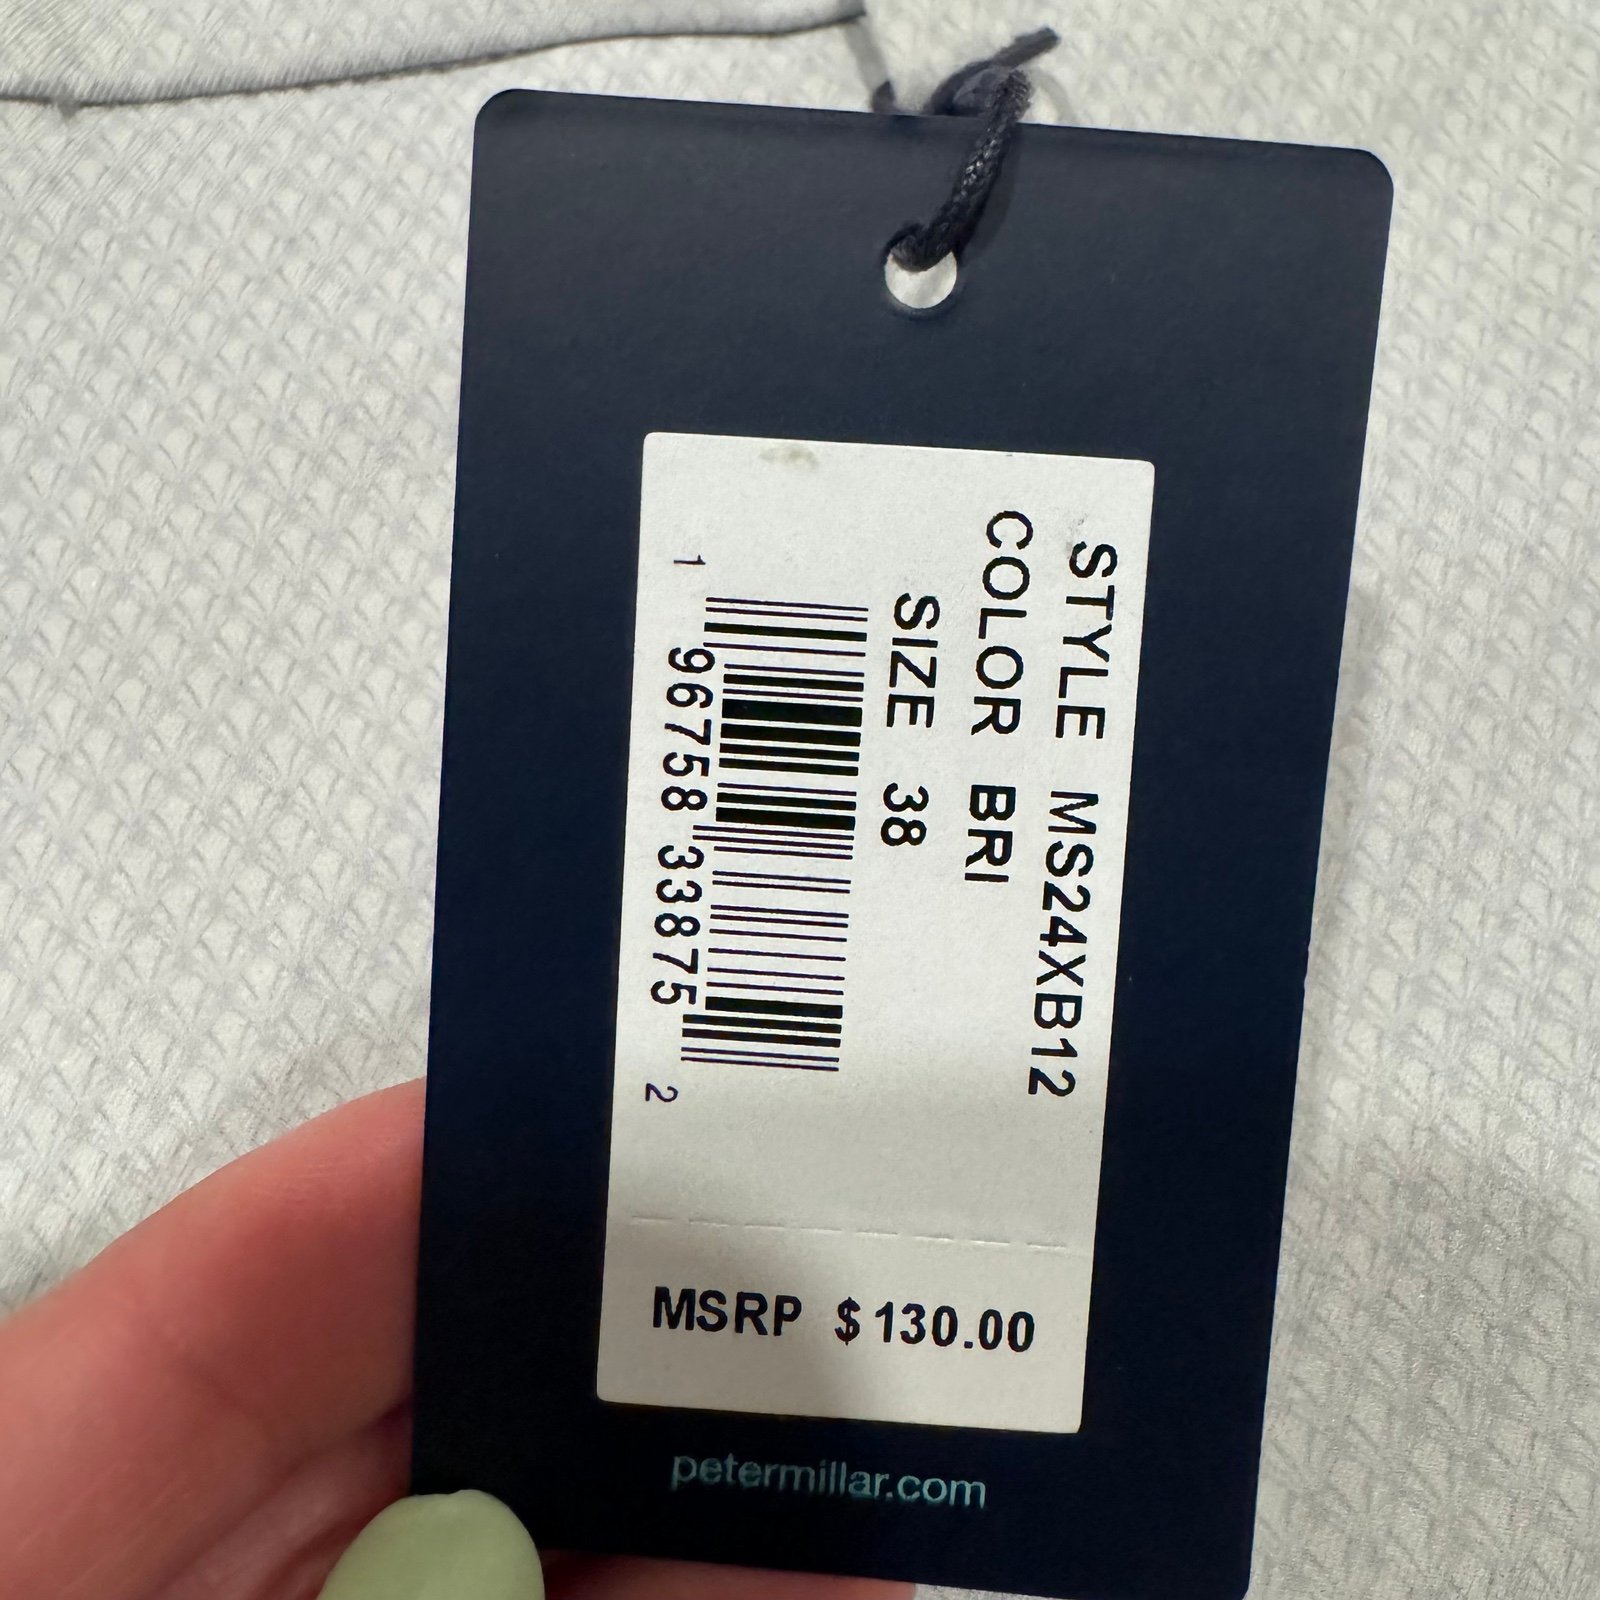 STYLE MS24XB12
COLOR BRI
SIZE 38
1 96758 33875 2
MSRP $130.00
petermillar.com